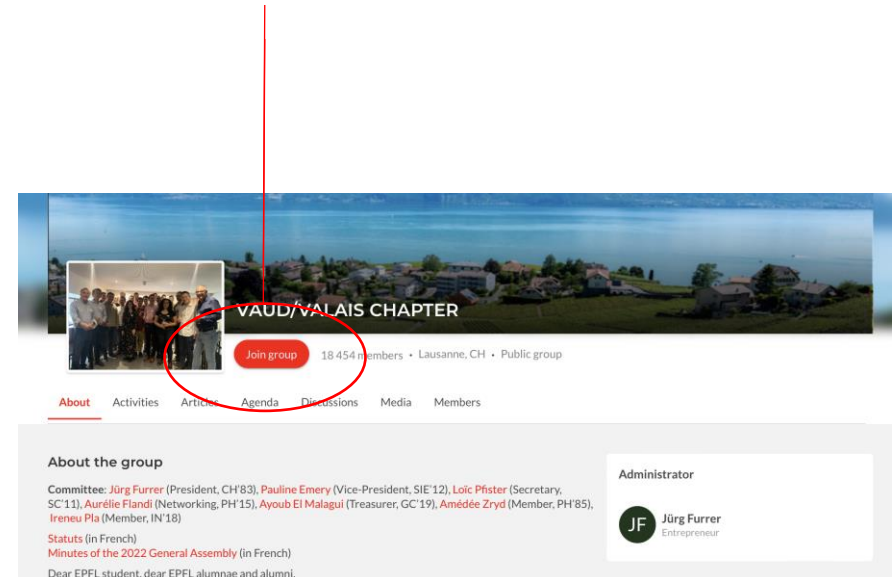 VAUD/VALAIS CHAPTER
Join group
18 454 members • Lausanne, CH • Public group
About Activities Articles Agenda Discussions Media Members
About the group
Committee: Jürg Furrer (President, CH'83), Pauline Emery (Vice-President, SIE'12), Loïc Pfister (Secretary,
SC'11), Aurélie Flandi (Networking, PH'15), Ayoub El Malagui (Treasurer, GC'19), Amédée Zryd (Member, PH'85),
Ireneu Pla (Member, IN'18)
Statuts (in French)
Minutes of the 2022 General Assembly (in French)
Dear EPFL student, dear EPFL alumnae and alumni,
Administrator
JF
Jürg Furrer
Entrepreneur